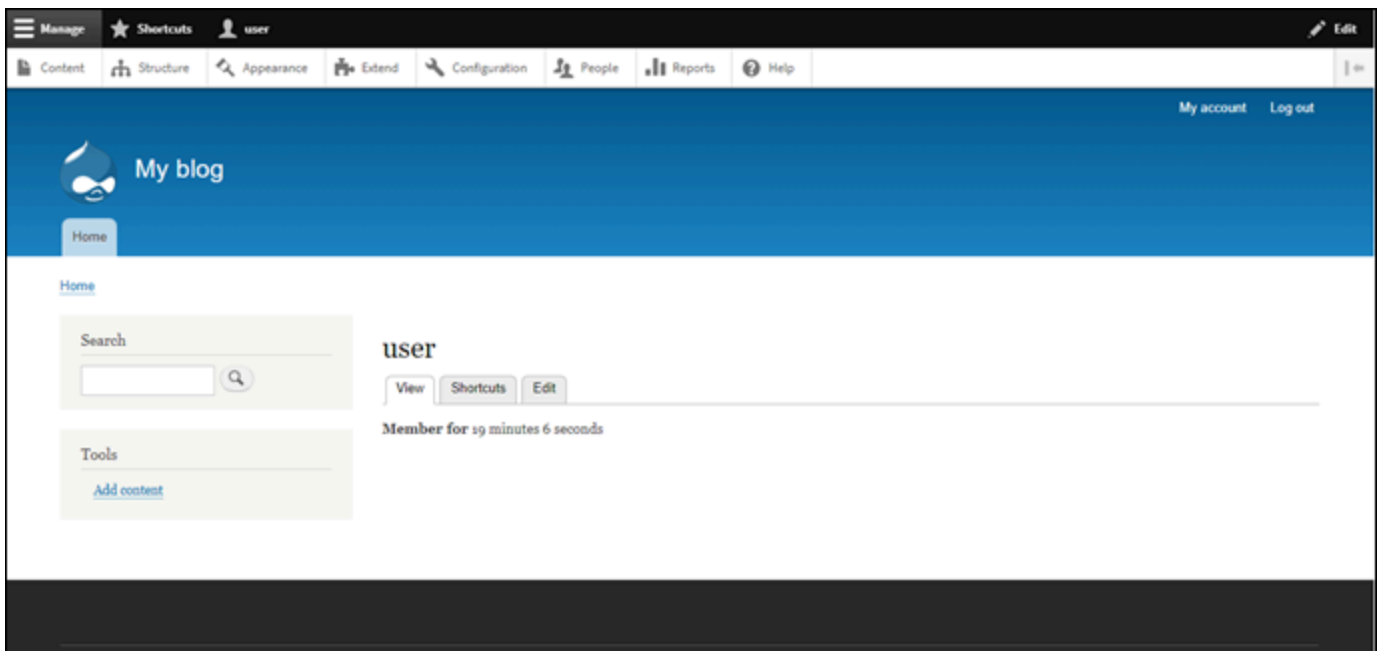 Manage Shortcuts user Edit
Content Structure Appearance Extend Configuration People Reports Help
My account Log out
My blog
Home
Home
Search
Tools
Add content
user
View Shortcuts Edit
Member for 19 minutes 6 seconds